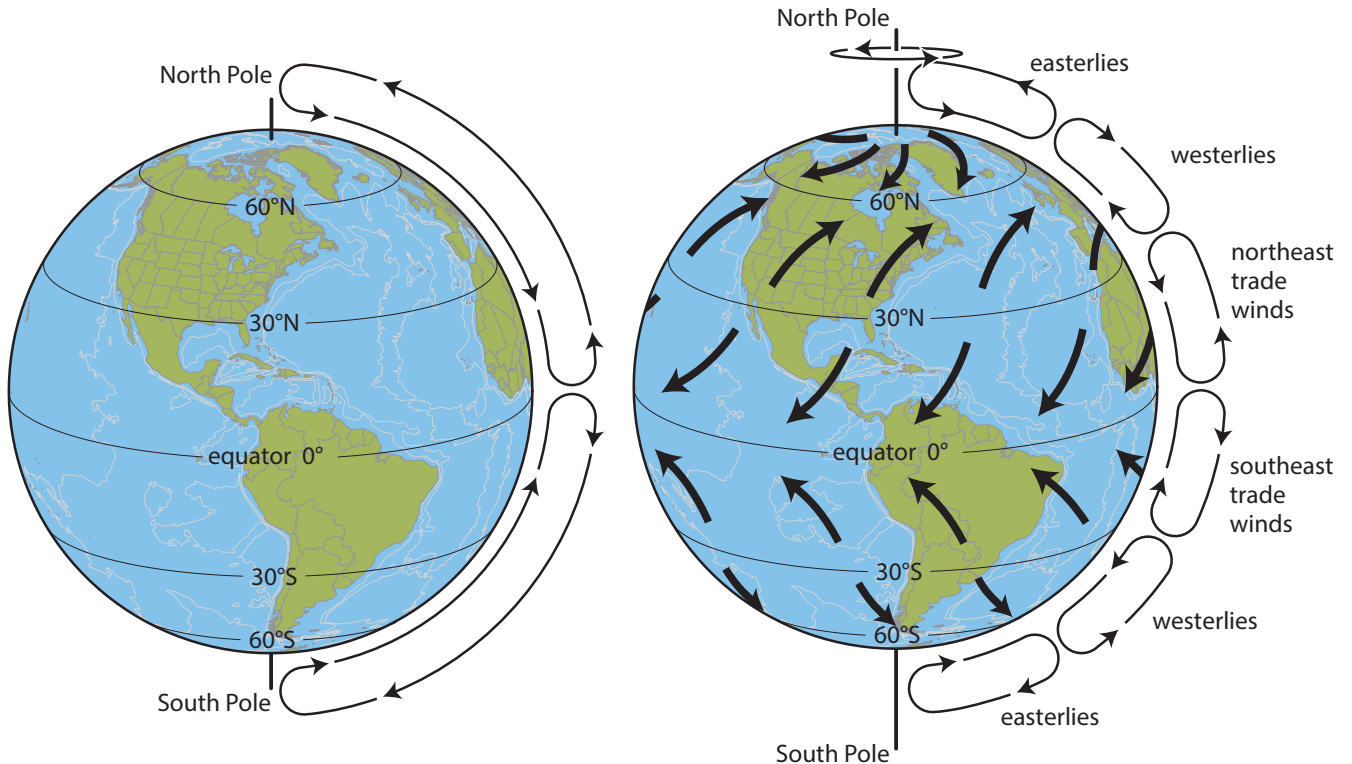 North Pole
60°N
30°N
equator 0°
30°S
60°S
South Pole
North Pole
easterlies
westerlies
60°N
northeast
trade
winds
30°N
equator 0°
southeast
trade
winds
30°S
westerlies
60°S
easterlies
South Pole